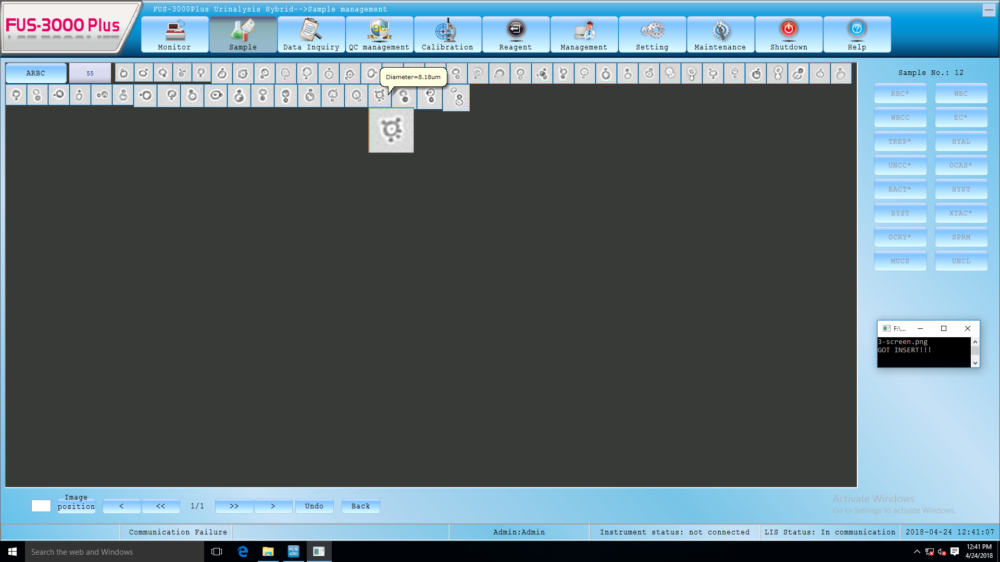 FUS-3000Plus Urinalysis Hybrid-->Sample management
FUS-3000 Plus
Monitor
Sample
Data Inquiry
QC
QC management
Calibration
Reagent
Management
Setting
Maintenance
Shutdown
Help
ARBC
55
Diameter=8.18um
Sample No.: 12
RBC*
WBC
WBCC
EC*
TREP*
HYAL
UNCC*
OCAS*
BACT*
HYST
BYST
XTAC*
OCRY*
SPRM
MUCS
UNCL
F:\...
3-screen.png
GOT INSERT!!!
Image position
<
<<
1/1
>>
>
Undo
Back
Activate Windows
Go to Settings to activate Windows.
Communication Failure
Admin:Admin
Instrument status: not connected
LIS Status: In communication
2018-04-24 12:41:07
Search the web and Windows
FUS 1000
12:41 PM
4/24/2018